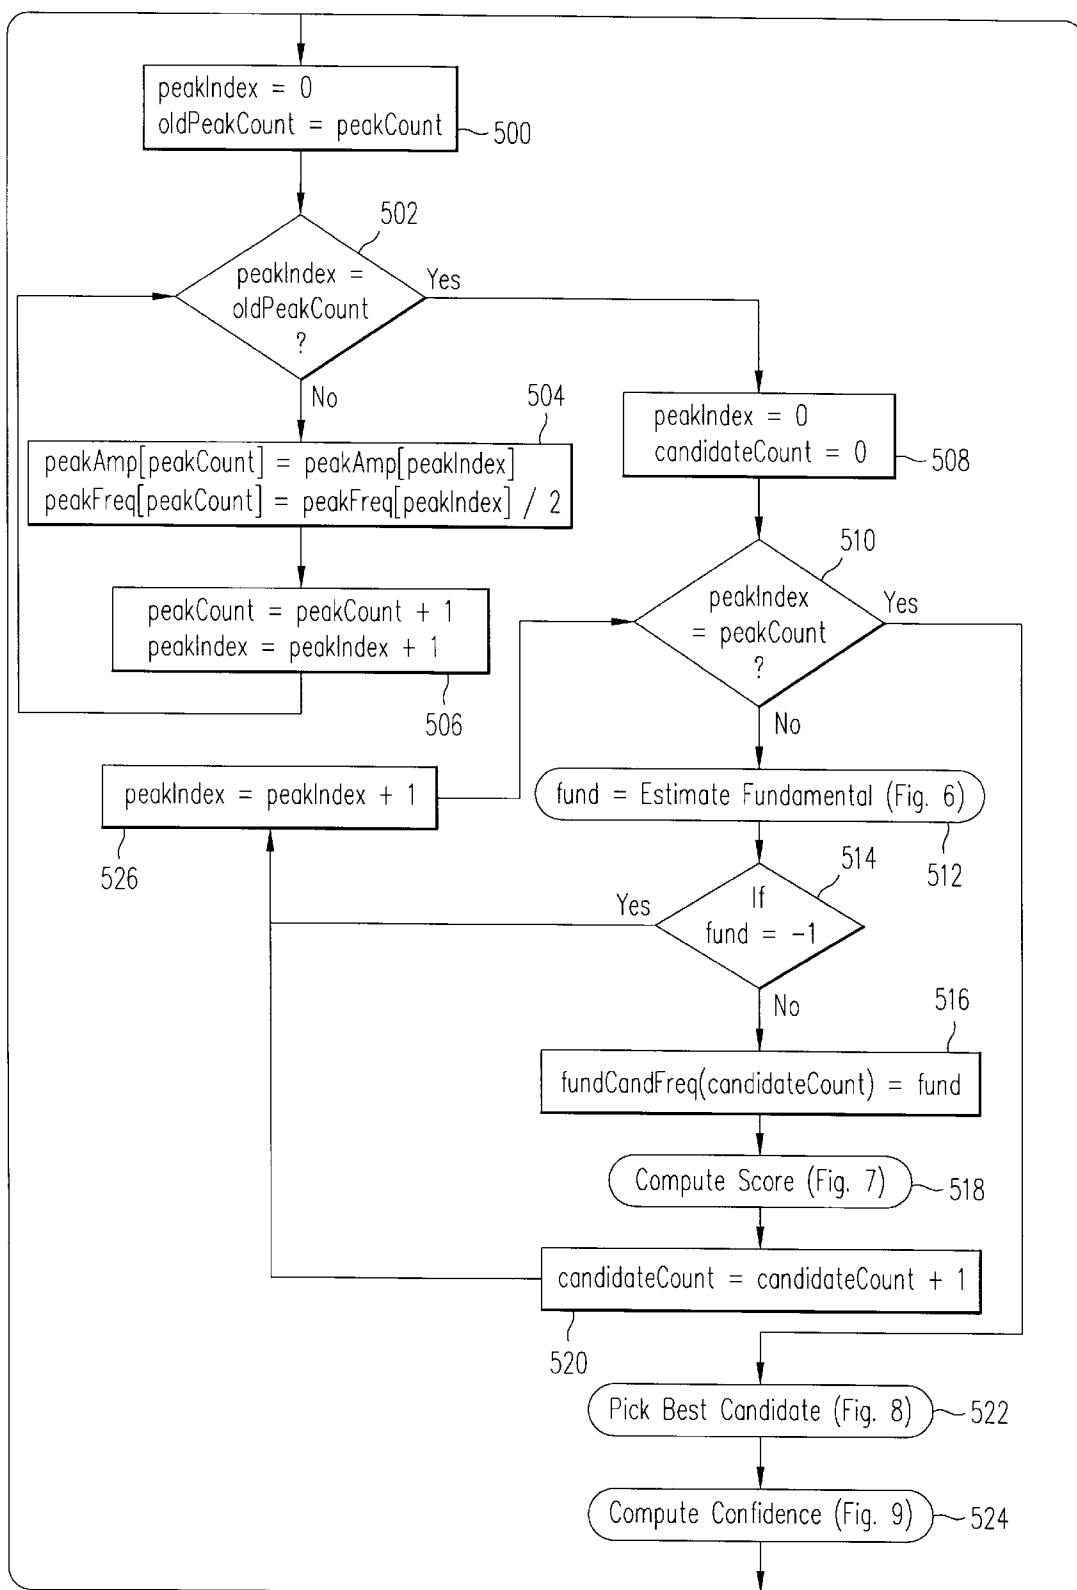 peakIndex = 0
oldPeakCount = peakCount
500
502
peakIndex =
oldPeakCount
?
Yes
No
504
peakAmp[peakCount] = peakAmp[peakIndex]
peakFreq[peakCount] = peakFreq[peakIndex] / 2
peakCount = peakCount + 1
peakIndex = peakIndex + 1
506
peakIndex = 0
candidateCount = 0
508
510
peakIndex
= peakCount
?
Yes
No
peakIndex = peakIndex + 1
526
fund = Estimate Fundamental (Fig. 6)
512
514
If
fund = -1
Yes
No
516
fundCandFreq(candidateCount) = fund
Compute Score (Fig. 7)
518
candidateCount = candidateCount + 1
520
Pick Best Candidate (Fig. 8)
522
Compute Confidence (Fig. 9)
524